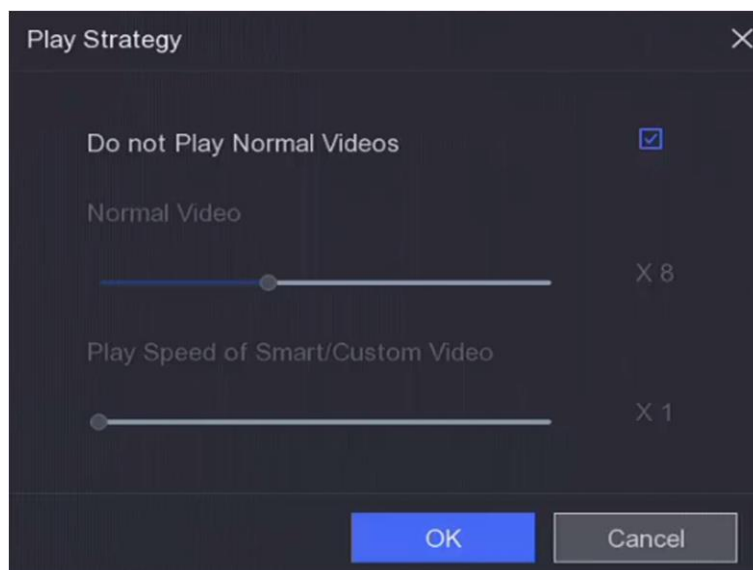 Play Strategy
Do not Play Normal Videos
Normal Video
X 8
Play Speed of Smart/Custom Video
X 1
OK
Cancel